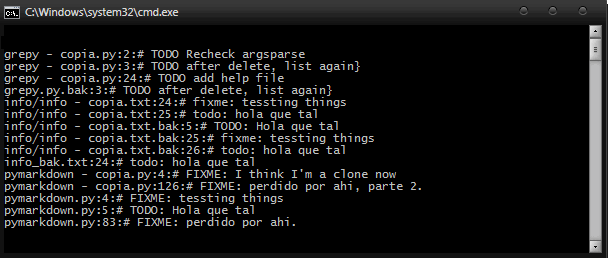 C:\Windows\system32\cmd.exe
grepy - copia.py:2:# TODO Recheck argsparse
grepy - copia.py:3:# TODO after delete, list again}
grepy - copia.py:24:# TODO add help file
grepy.py.bak:3:# TODO after delete, list again}
info/info - copia.txt:24:# fixme: tessting things
info/info - copia.txt:25:# todo: hola que tal
info/info - copia.txt.bak:5:# TODO: Hola que tal
info/info - copia.txt.bak:25:# fixme: tessting things
info/info - copia.txt.bak:26:# todo: hola que tal
info_bak.txt:24:# todo: hola que tal
pymarkdown - copia.py:4:# FIXME: I think I'm a clone now
pymarkdown - copia.py:126:# FIXME: perdido por ahi, parte 2.
pymarkdown.py:4:# FIXME: tessting things
pymarkdown.py:5:# TODO: Hola que tal
pymarkdown.py:83:# FIXME: perdido por ahi.